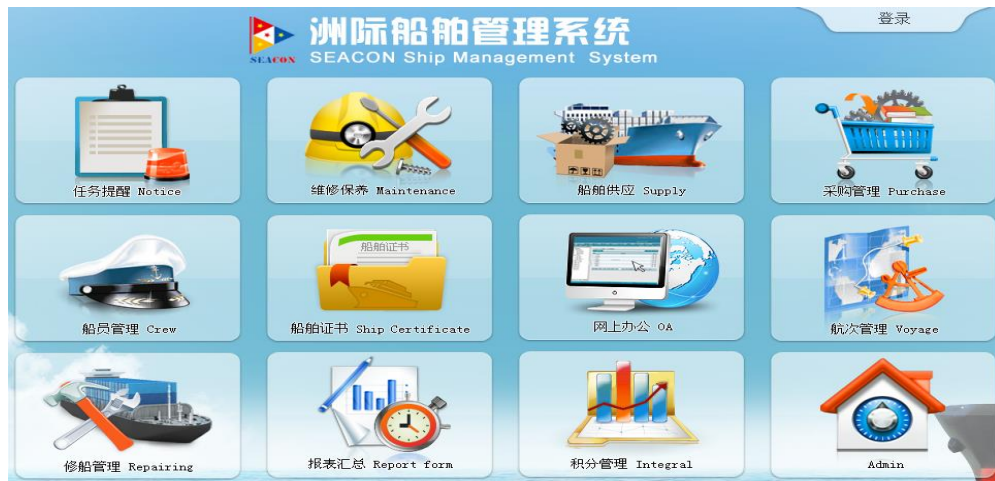 登录
洲际船舶管理系统
SEACON
SEACON Ship Management System
任务提醒 Notice
维修保养 Maintenance
船舶供应 Supply
采购管理 Purchase
船舶证书
船员管理 Crew
船舶证书 Ship Certificate
网上办公 OA
航次管理 Voyage
修船管理 Repairing
报表汇总 Report form
积分管理 Integral
Admin